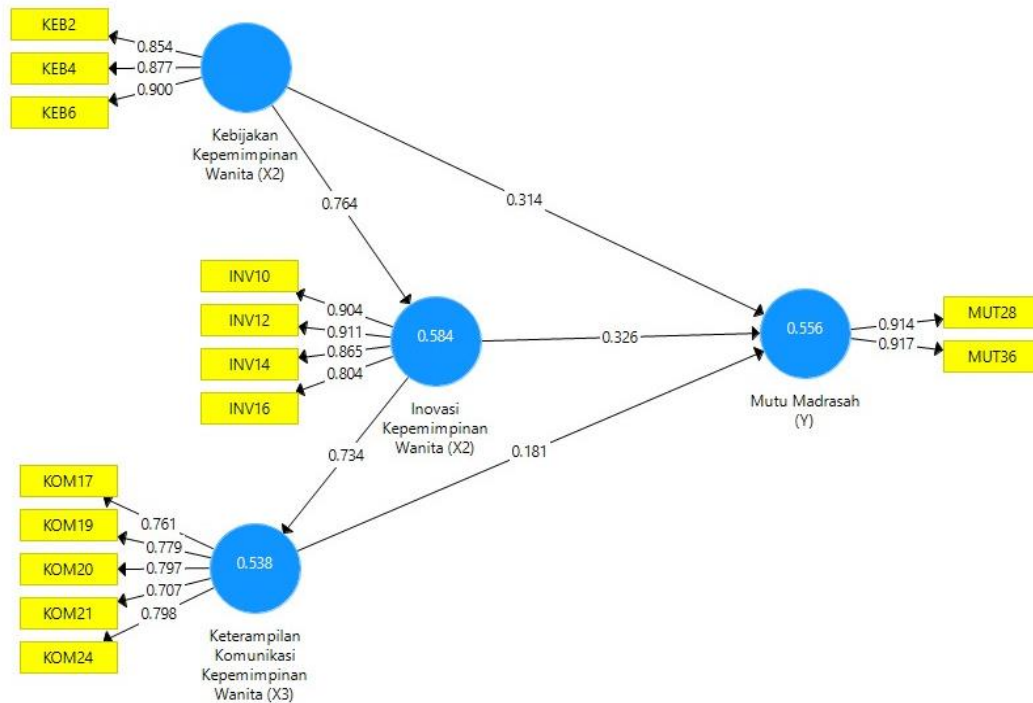 KEB2
0.854
KEB4
0.877
KEB6
0.900
Kebijakan
Kepemimpinan
Wanita (X2)
0.764
0.314
INV10
0.904
INV12
0.911
INV14
0.865
INV16
0.804
0.584
Inovasi
Kepemimpinan
Wanita (X2)
0.326
0.556
Mutu Madrasah
(Y)
0.914
MUT28
0.917
MUT36
0.734
0.181
KOM17
0.761
KOM19
0.779
KOM20
0.797
KOM21
0.707
KOM24
0.798
0.538
Keterampilan
Komunikasi
Kepemimpinan
Wanita (X3)